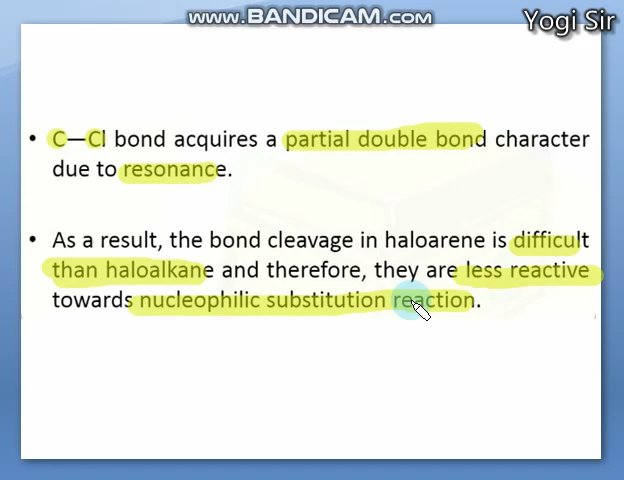 www.BANDICAM.com
Yogi Sir
• C—Cl bond acquires a partial double bond character
due to resonance.
• As a result, the bond cleavage in haloarene is difficult
than haloalkane and therefore, they are less reactive
towards nucleophilic substitution reaction.